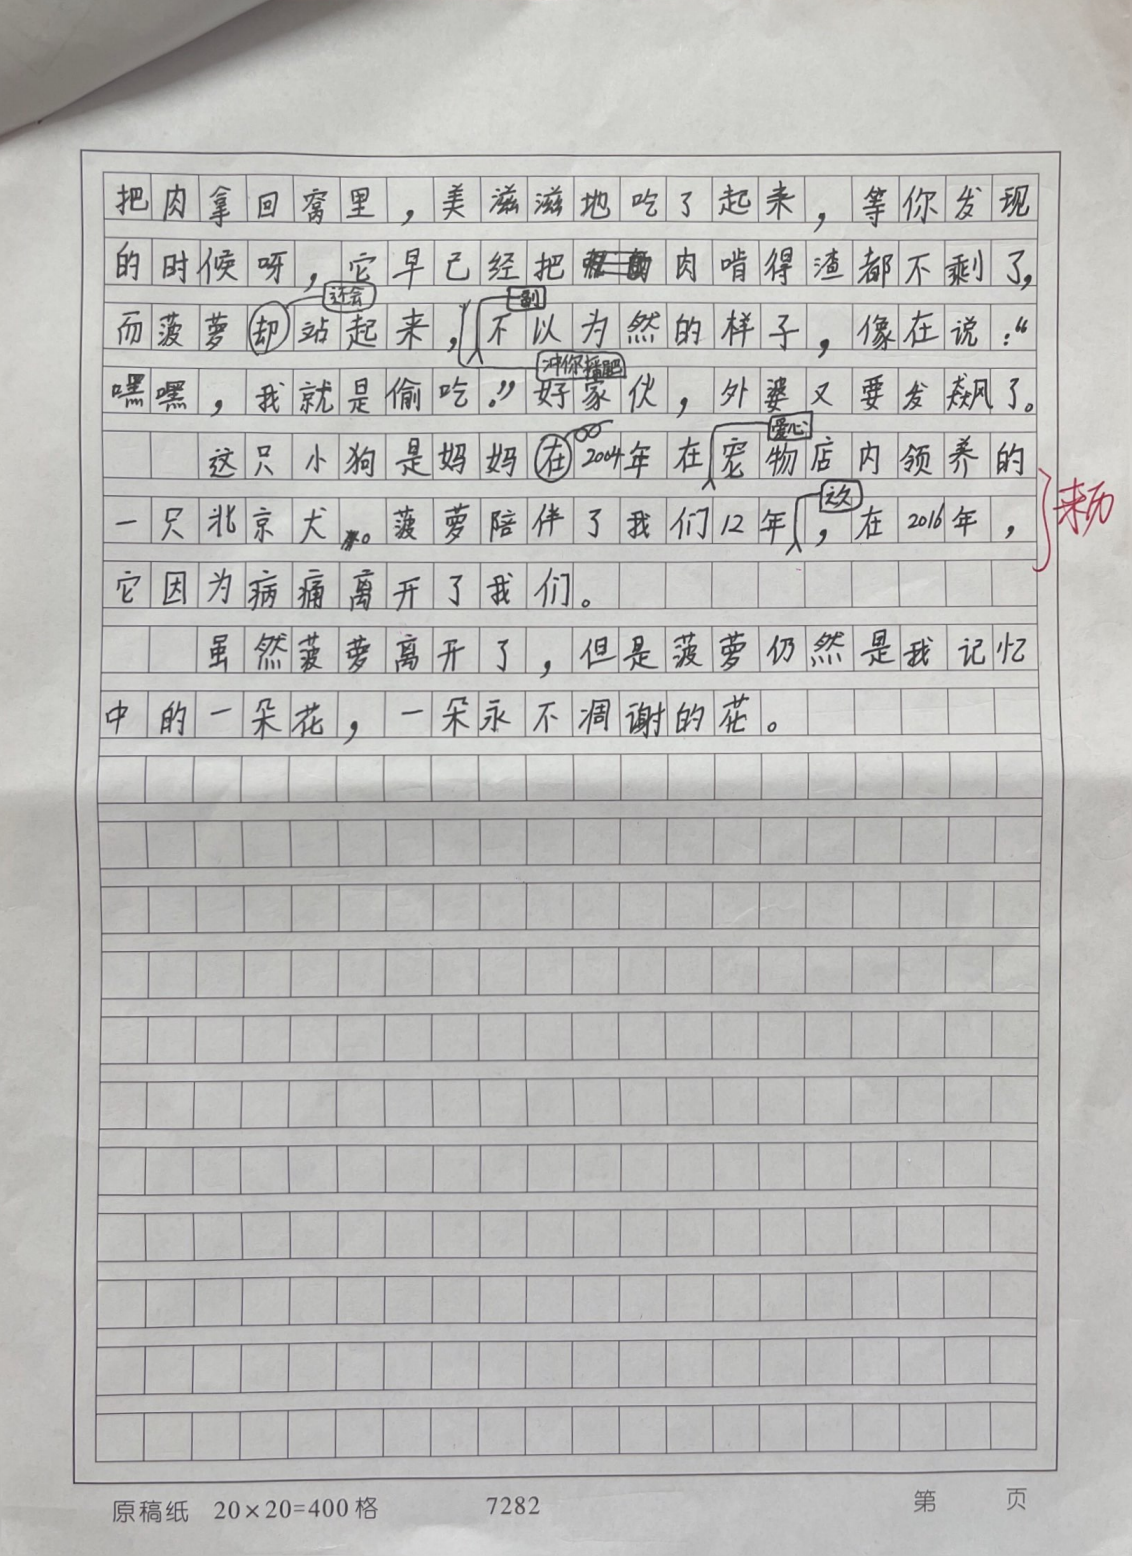 把肉拿回窝里，美滋滋地吃了起来，等你发现
的时候呀，它早已经把肉啃得渣都不剩了，
还会 一副
而菠萝却站起来，不以为然的样子，像在说：“
冲你摇摇
嘿嘿，我就是偷吃。”好家伙，外婆又要发飙了。
爱心
这只小狗是妈妈在2004年在宠物店内领养的
之久
一只北京犬。菠萝陪伴了我们12年，在2016年，
来历
它因为病痛离开了我们。
虽然菠萝离开了，但是菠萝仍然是我记忆
中的一朵花，一朵永不凋谢的花。
原稿纸 20×20=400格 7282 第 页